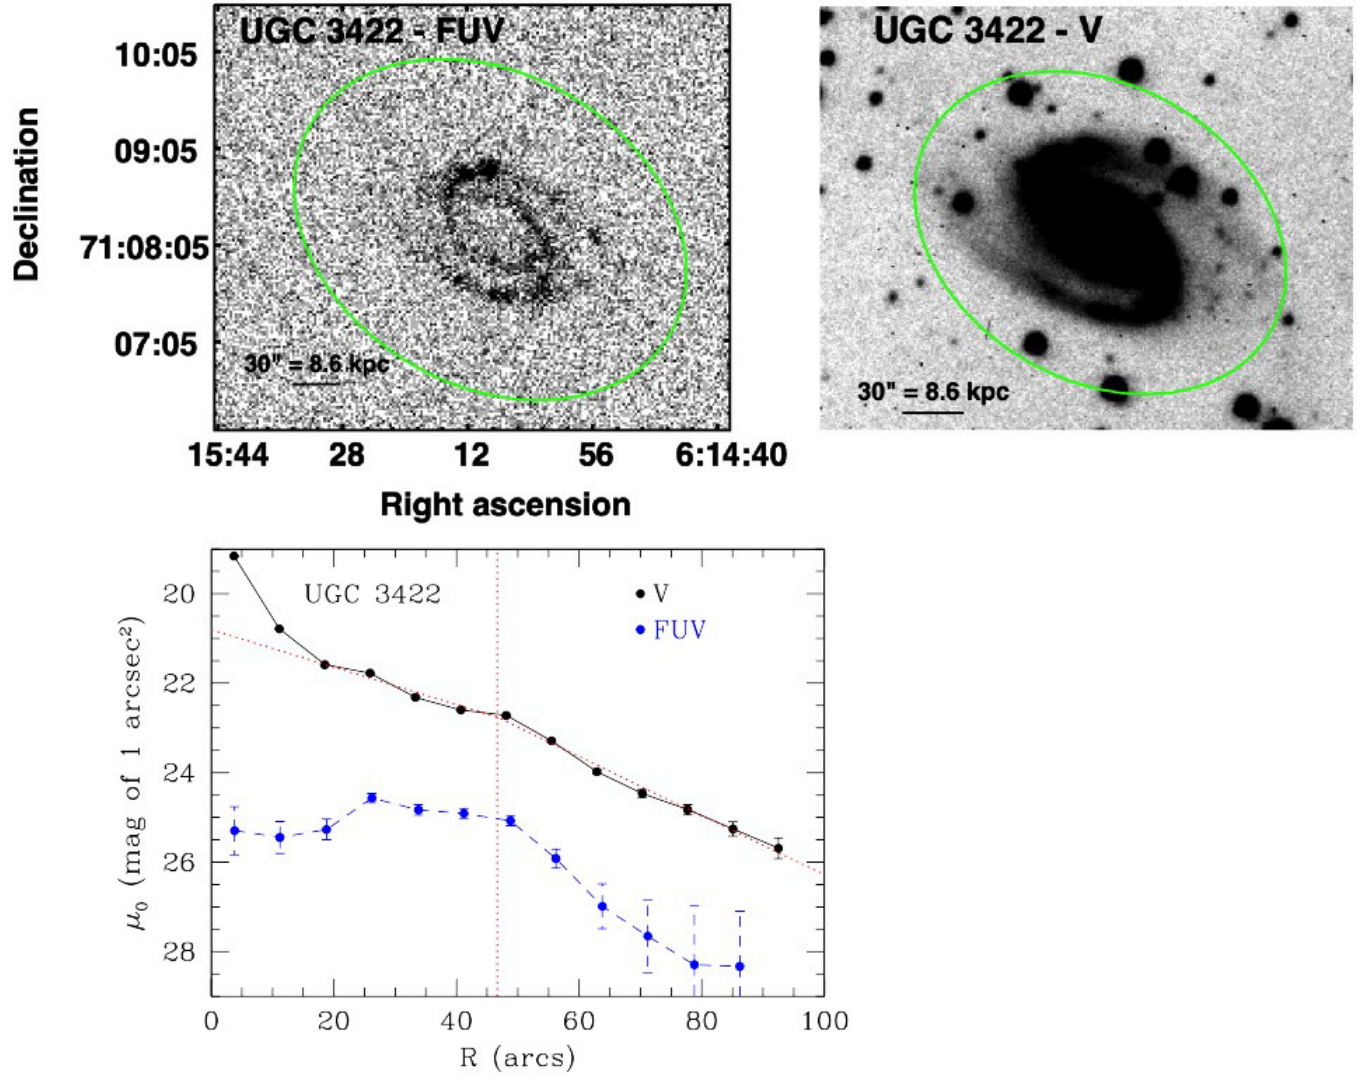 UGC 3422 - FUV
10:05
09:05
71:08:05
07:05
Declination
30" = 8.6 kpc
15:44 28 12 56 6:14:40
Right ascension
UGC 3422 - V
30" = 8.6 kpc
UGC 3422
V
FUV
20
22
24
26
28
μ₀ (mag of 1 arcsec²)
0 20 40 60 80 100
R (arcs)